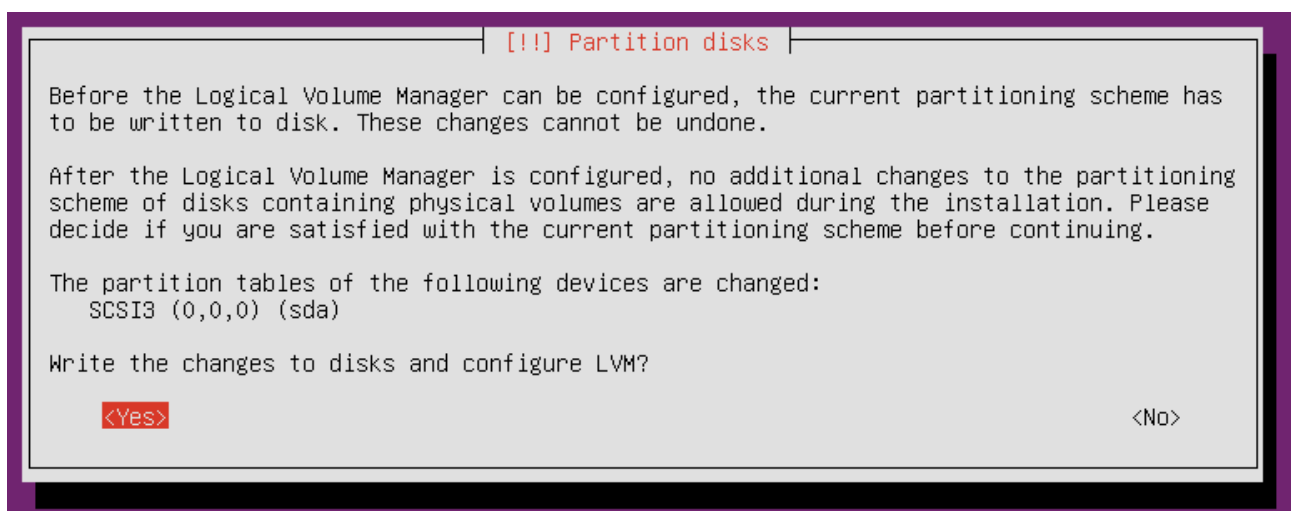 [!!] Partition disks
Before the Logical Volume Manager can be configured, the current partitioning scheme has
to be written to disk. These changes cannot be undone.
After the Logical Volume Manager is configured, no additional changes to the partitioning
scheme of disks containing physical volumes are allowed during the installation. Please
decide if you are satisfied with the current partitioning scheme before continuing.
The partition tables of the following devices are changed:
SCSI3 (0,0,0) (sda)
Write the changes to disks and configure LVM?
<Yes> <No>